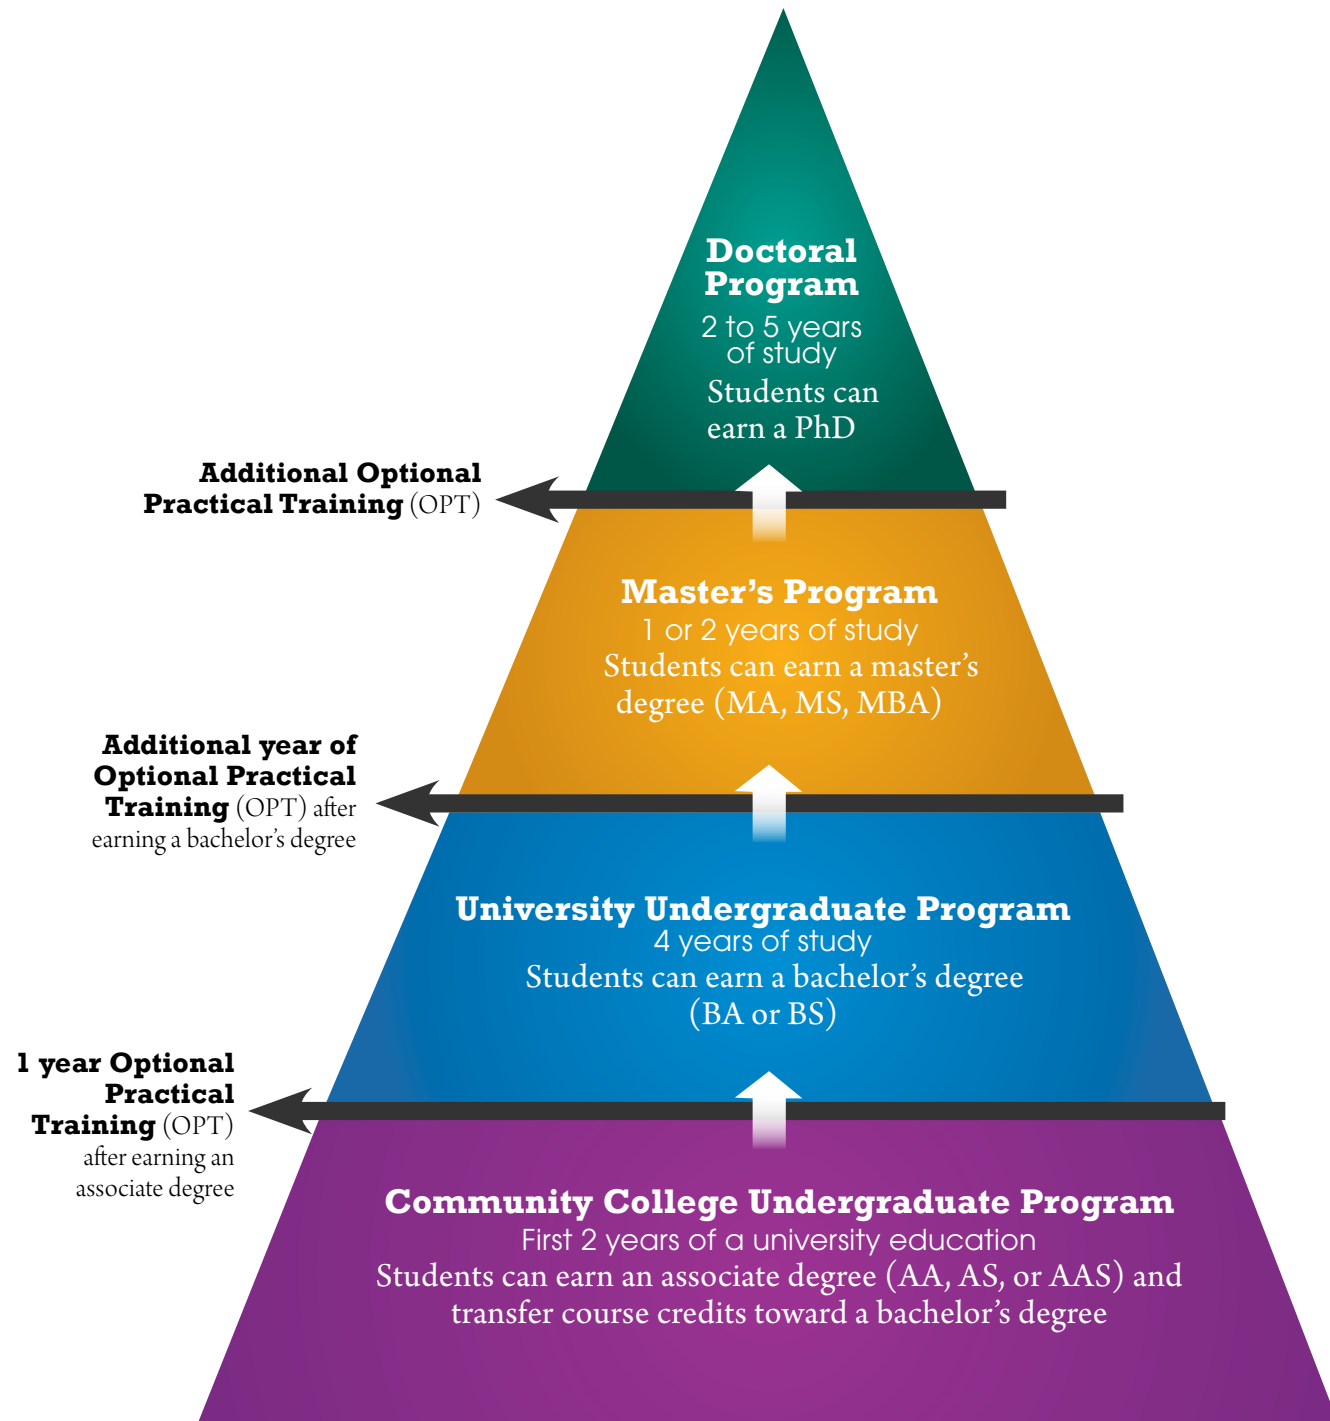 Doctoral
Program
2 to 5 years
of study
Students can
earn a PhD
Additional Optional
Practical Training (OPT)
Master’s Program
1 or 2 years of study
Students can earn a master’s
degree (MA, MS, MBA)
Additional year of
Optional Practical
Training (OPT) after
earning a bachelor’s degree
University Undergraduate Program
4 years of study
Students can earn a bachelor’s degree
(BA or BS)
1 year Optional
Practical
Training (OPT)
after earning an
associate degree
Community College Undergraduate Program
First 2 years of a university education
Students can earn an associate degree (AA, AS, or AAS) and
transfer course credits toward a bachelor’s degree